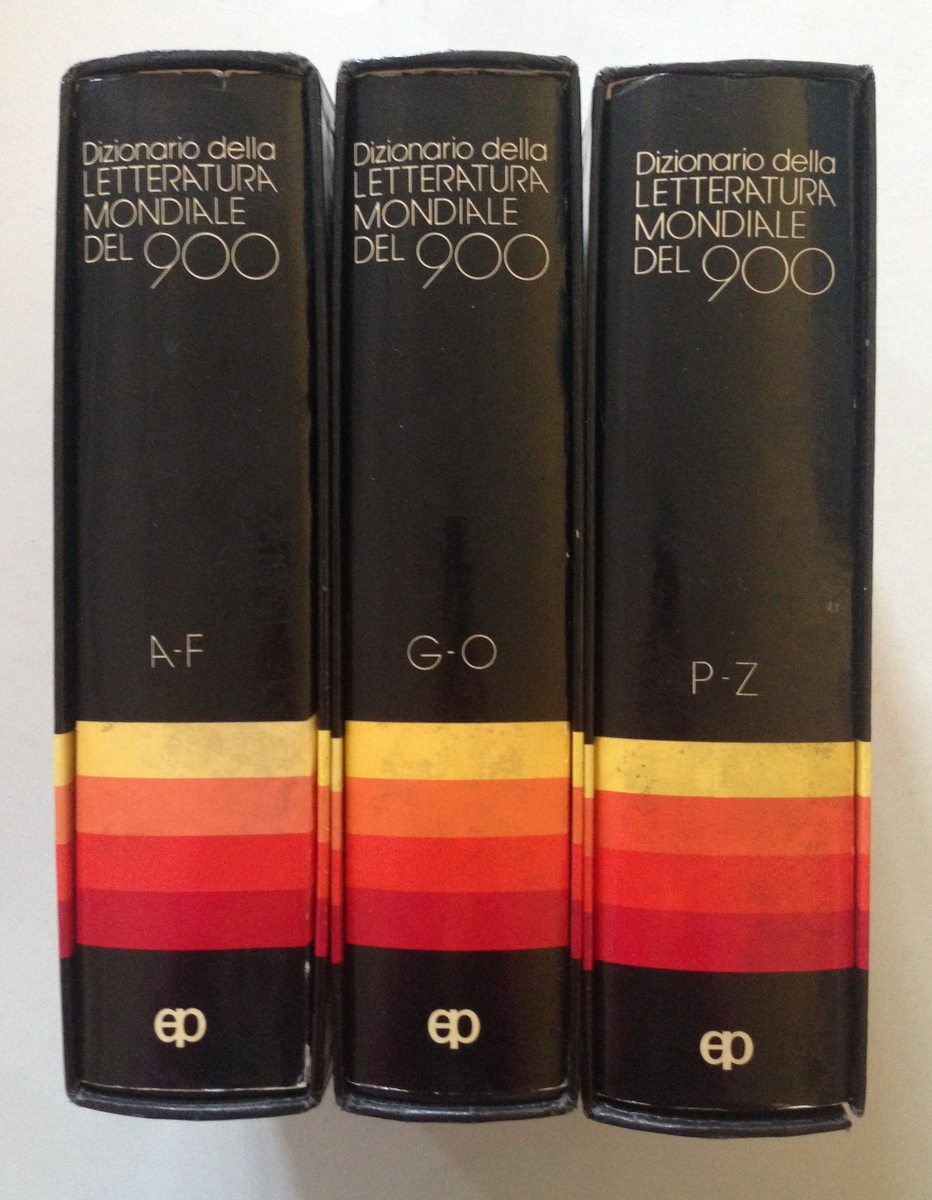 Dizionario della
LETTERATURA
MONDIALE
DEL 900
A-F
ep
Dizionario della
LETTERATURA
MONDIALE
DEL 900
G-O
ep
Dizionario della
LETTERATURA
MONDIALE
DEL 900
P-Z
ep